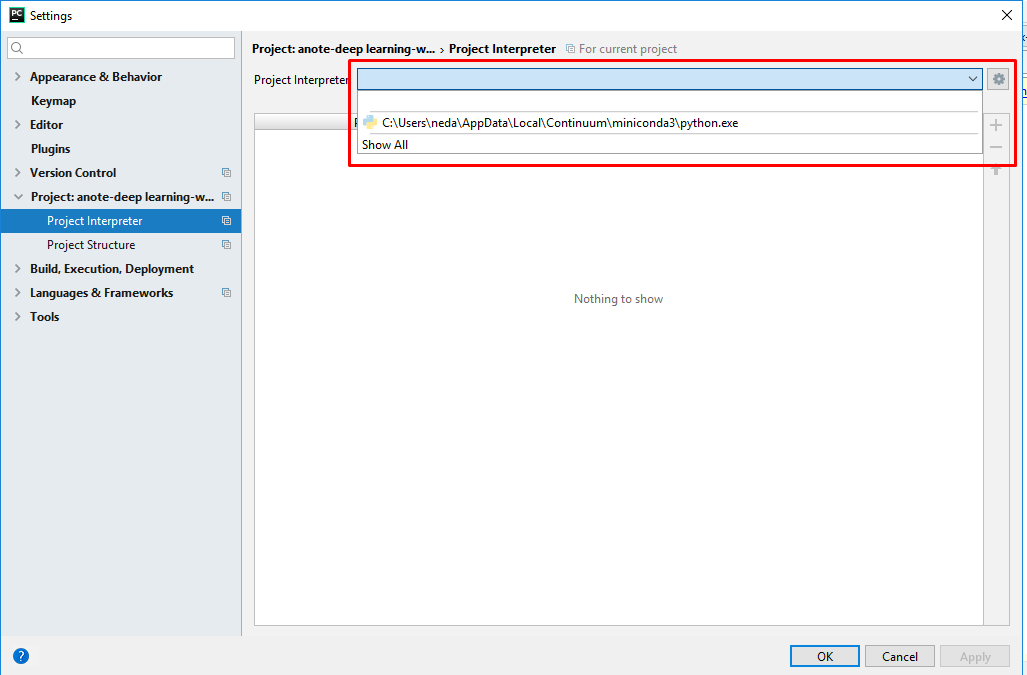 PC
Settings
Project: anote-deep learning-w... › Project Interpreter For current project
Project Interpreter
Appearance & Behavior
Keymap
Editor
Plugins
Version Control
Project: anote-deep learning-w...
Project Interpreter
Project Structure
Build, Execution, Deployment
Languages & Frameworks
Tools
C:\Users\neda\AppData\Local\Continuum\miniconda3\python.exe
Show All
Nothing to show
?
OK Cancel Apply